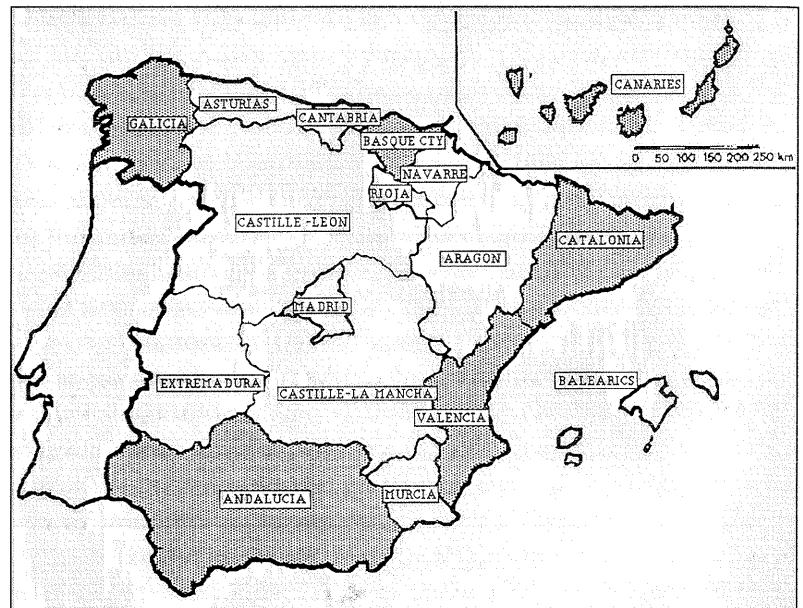 CANARIES
ASTURIAS
CANTABRIA
GALICIA
BASQUE CTY
0 50 100 150 200 250 km
NAVARRE
RIOJA
CASTILLE-LEON
CATALONIA
ARAGON
MADRID
EXTREMADURA
BALEARICS
CASTILLE-LA MANCHA
VALENCIA
ANDALUCIA
MURCIA